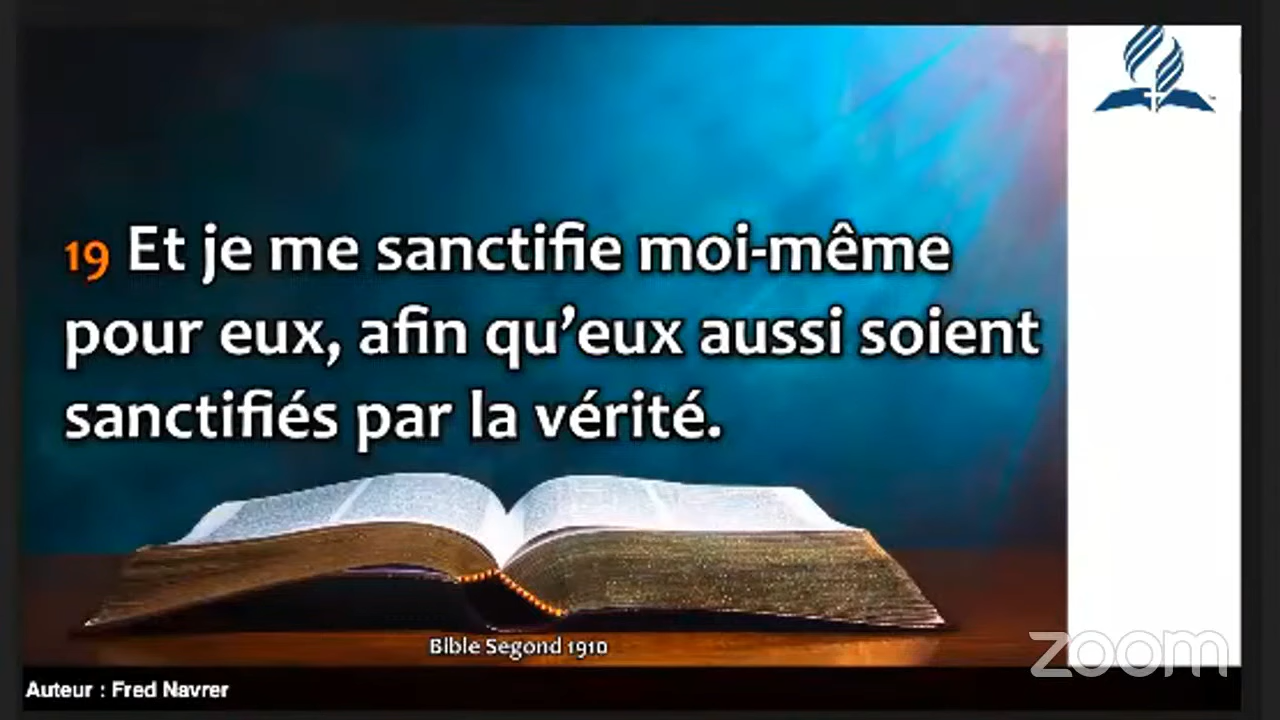 19 Et je me sanctifie moi-même
pour eux, afin qu’eux aussi soient
sanctifiés par la vérité.
Bible Segond 1910
zoom
Auteur : Fred Navrer